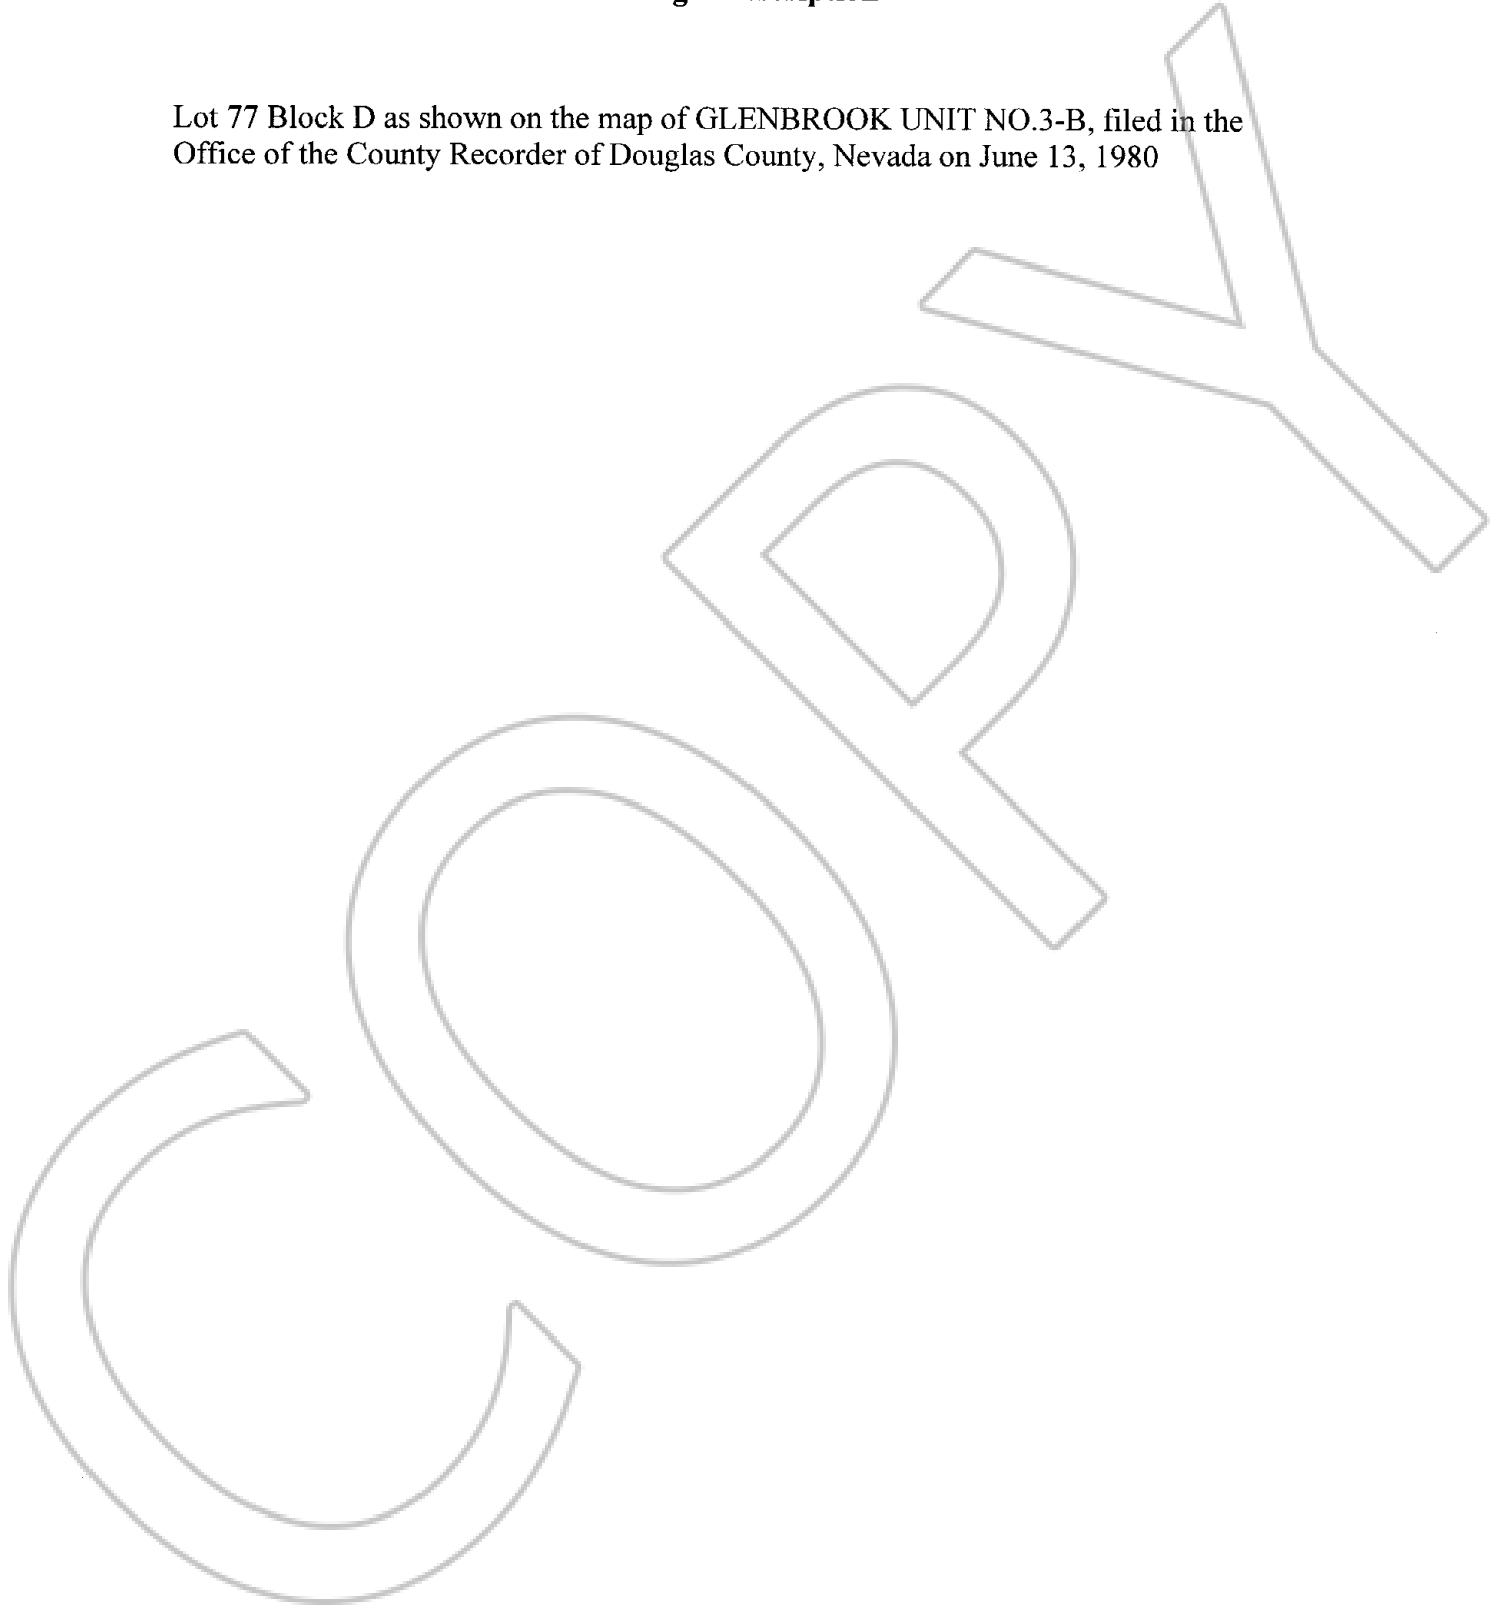 Lot 77 Block D as shown on the map of GLENBROOK UNIT NO.3-B, filed in the
Office of the County Recorder of Douglas County, Nevada on June 13, 1980
COPY